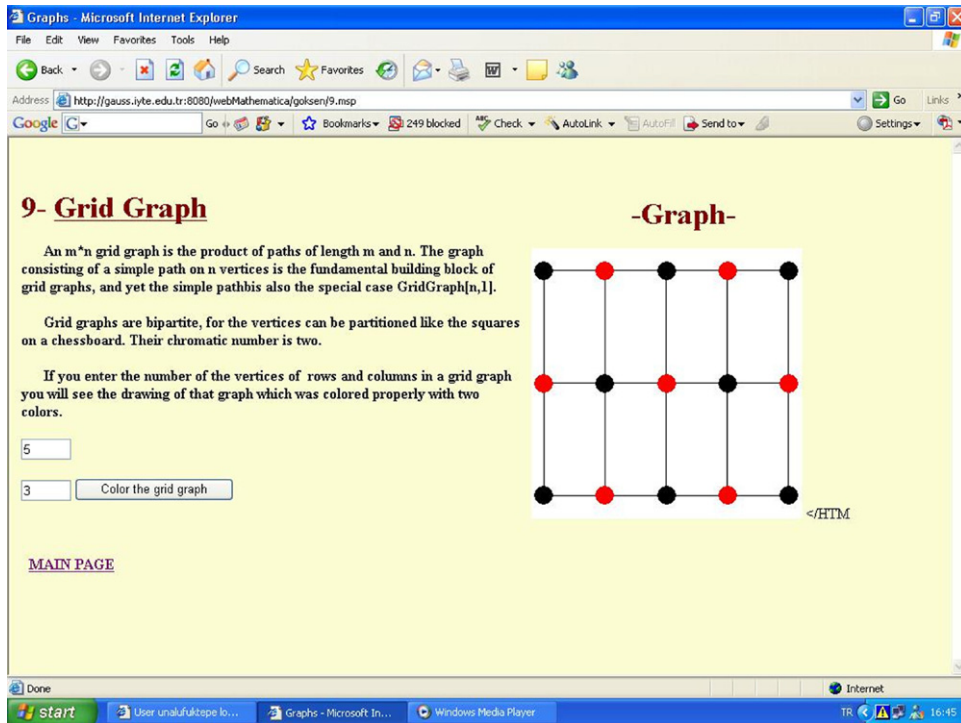 Graphs - Microsoft Internet Explorer
File Edit View Favorites Tools Help
Back Search Favorites
Address http://gauss.iyte.edu.tr:8080/webMathematica/goksen/9.msp Go Links
Google G Go Bookmarks 249 blocked ABC Check AutoLink AutoFill Send to Settings
9- Grid Graph
An m*n grid graph is the product of paths of length m and n. The graph
consisting of a simple path on n vertices is the fundamental building block of
grid graphs, and yet the simple pathbis also the special case GridGraph[n,1].
Grid graphs are bipartite, for the vertices can be partitioned like the squares
on a chessboard. Their chromatic number is two.
If you enter the number of the vertices of rows and columns in a grid graph
you will see the drawing of that graph which was colored properly with two
colors.
5
3 Color the grid graph
MAIN PAGE
-Graph-
</HTM
Done Internet
start User unalufuktepe lo... Graphs - Microsoft In... Windows Media Player TR 16:45